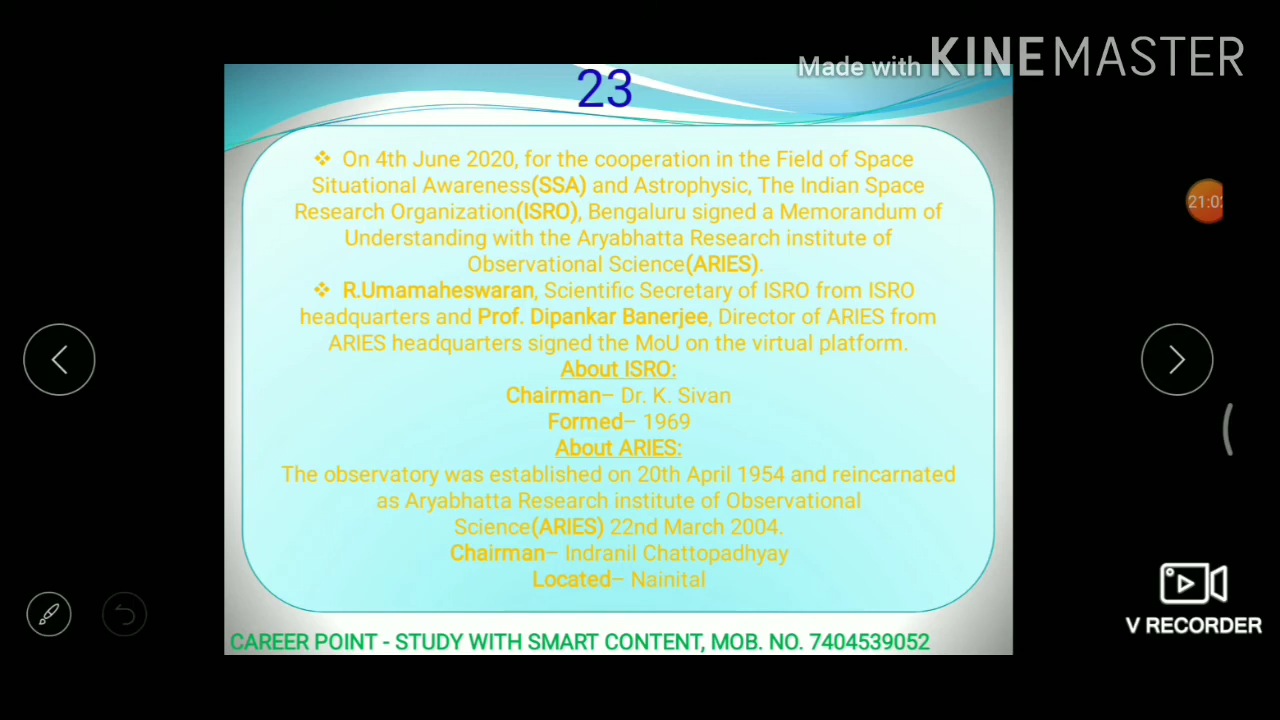 Made with KINEMASTER
23
❖ On 4th June 2020, for the cooperation in the Field of Space
Situational Awareness(SSA) and Astrophysic, The Indian Space
Research Organization(ISRO), Bengaluru signed a Memorandum of
Understanding with the Aryabhatta Research institute of
Observational Science(ARIES).
❖ R.Umamaheswaran, Scientific Secretary of ISRO from ISRO
headquarters and Prof. Dipankar Banerjee, Director of ARIES from
ARIES headquarters signed the MoU on the virtual platform.
About ISRO:
Chairman– Dr. K. Sivan
Formed– 1969
About ARIES:
The observatory was established on 20th April 1954 and reincarnated
as Aryabhatta Research institute of Observational
Science(ARIES) 22nd March 2004.
Chairman– Indranil Chattopadhyay
Located– Nainital
CAREER POINT - STUDY WITH SMART CONTENT, MOB. NO. 7404539052
V RECORDER